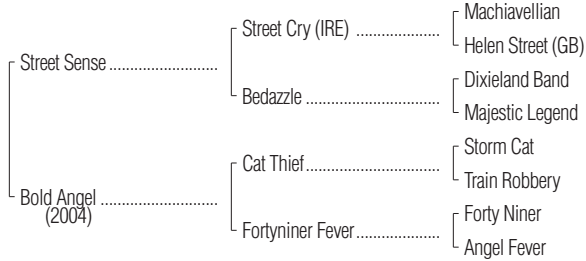 Machiavellian
Street Cry (IRE) ....................
Helen Street (GB)
Street Sense ..........................
Dixieland Band
Bedazzle ................................
Majestic Legend
Storm Cat
Cat Thief................................
Train Robbery
Bold Angel ............................
(2004)
Forty Niner
Fortyniner Fever....................
Angel Fever